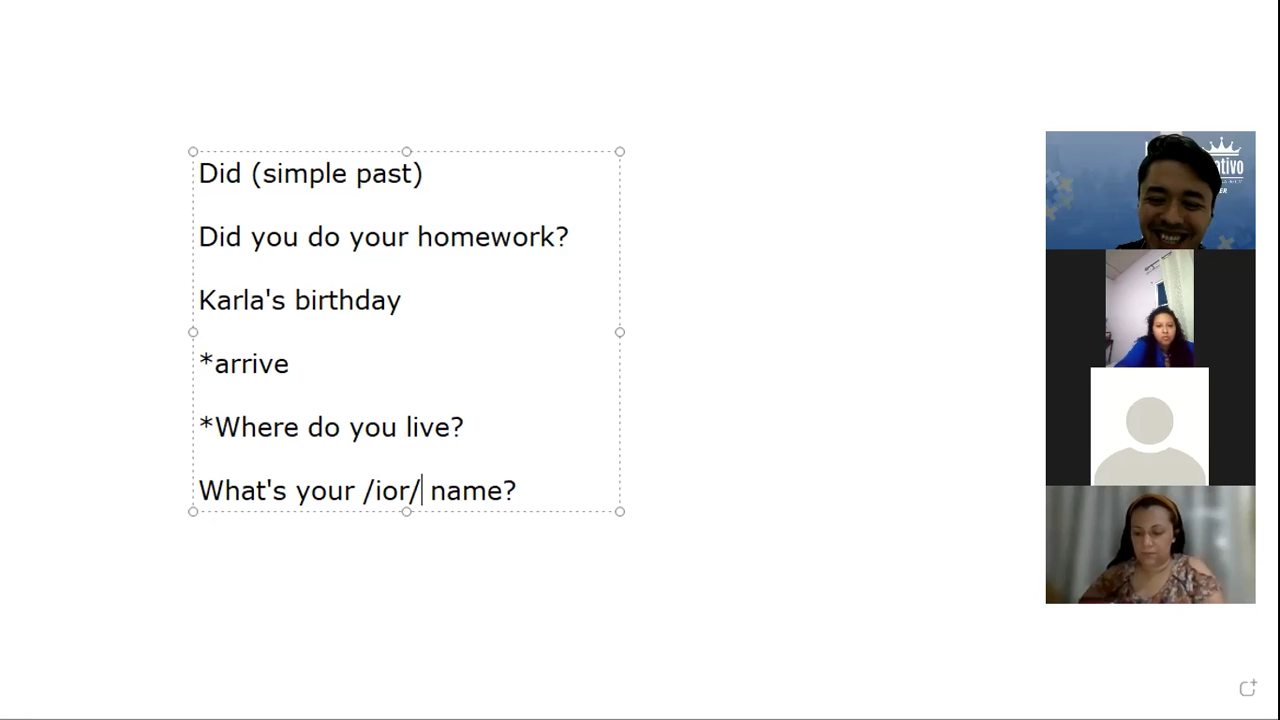 Did (simple past)
Did you do your homework?
Karla's birthday
*arrive
*Where do you live?
What's your /ior/ name?